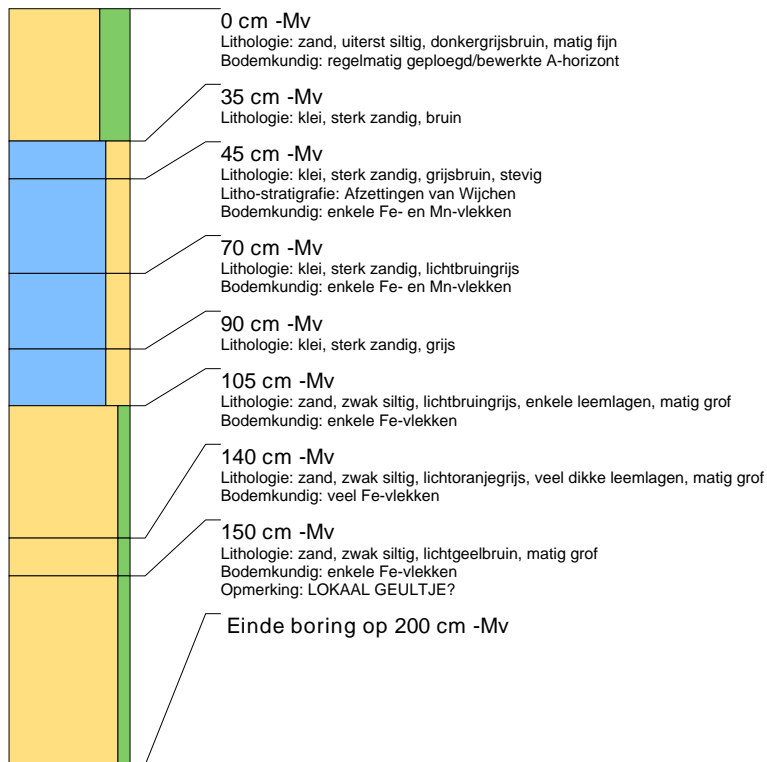 0 cm -Mv
Lithologie: zand, uiterst siltig, donkergrijsbruin, matig fijn
Bodemkundig: regelmatig geploegd/bewerkte A-horizont
35 cm -Mv
Lithologie: klei, sterk zandig, bruin
45 cm -Mv
Lithologie: klei, sterk zandig, grijsbruin, stevig
Litho-stratigrafie: Afzettingen van Wijchen
Bodemkundig: enkele Fe- en Mn-vlekken
70 cm -Mv
Lithologie: klei, sterk zandig, lichtbruingrijs
Bodemkundig: enkele Fe- en Mn-vlekken
90 cm -Mv
Lithologie: klei, sterk zandig, grijs
105 cm -Mv
Lithologie: zand, zwak siltig, lichtbruingrijs, enkele leemlagen, matig grof
Bodemkundig: enkele Fe-vlekken
140 cm -Mv
Lithologie: zand, zwak siltig, lichtoranjegrijs, veel dikke leemlagen, matig grof
Bodemkundig: veel Fe-vlekken
150 cm -Mv
Lithologie: zand, zwak siltig, lichtgeelbruin, matig grof
Bodemkundig: enkele Fe-vlekken
Opmerking: LOKAAL GEULTJE?
Einde boring op 200 cm -Mv